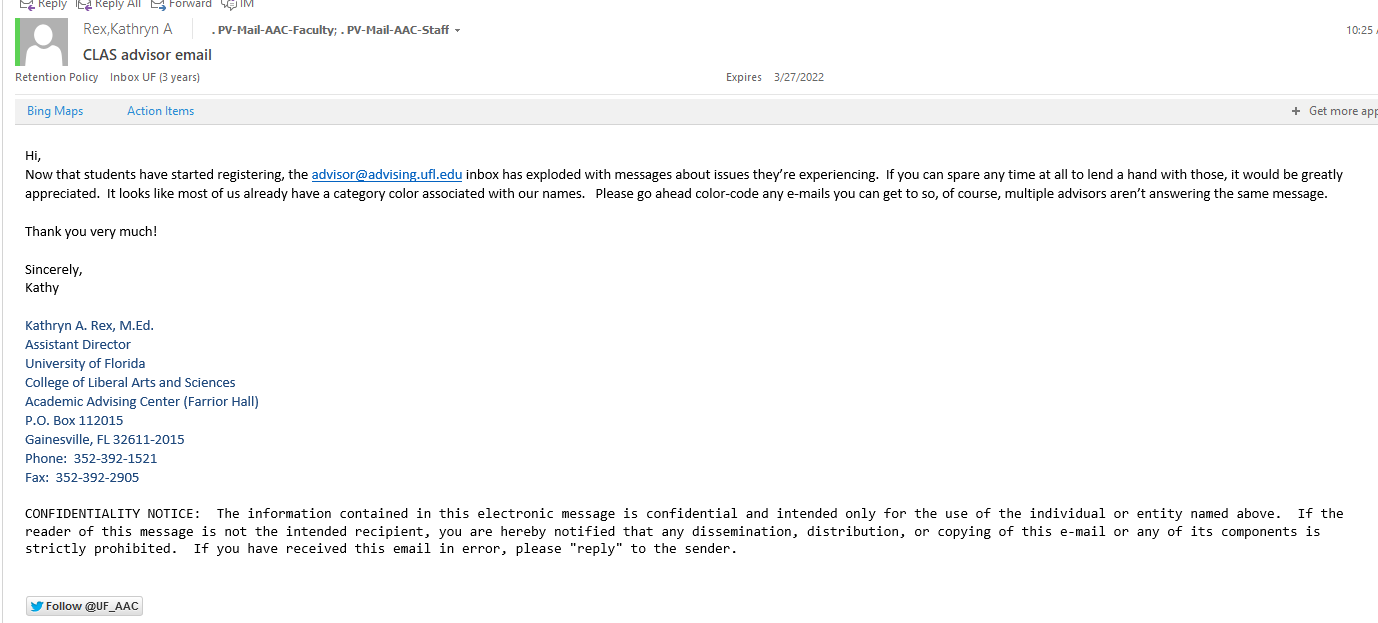 Reply Reply All Forward IM
Rex,Kathryn A . PV-Mail-AAC-Faculty; . PV-Mail-AAC-Staff
10:25
CLAS advisor email
Retention Policy Inbox UF (3 years) Expires 3/27/2022
Bing Maps Action Items + Get more app
Hi,
Now that students have started registering, the advisor@advising.ufl.edu inbox has exploded with messages about issues they’re experiencing. If you can spare any time at all to lend a hand with those, it would be greatly
appreciated. It looks like most of us already have a category color associated with our names. Please go ahead color-code any e-mails you can get to so, of course, multiple advisors aren’t answering the same message.
Thank you very much!
Sincerely,
Kathy
Kathryn A. Rex, M.Ed.
Assistant Director
University of Florida
College of Liberal Arts and Sciences
Academic Advising Center (Farrior Hall)
P.O. Box 112015
Gainesville, FL 32611-2015
Phone: 352-392-1521
Fax: 352-392-2905
CONFIDENTIALITY NOTICE: The information contained in this electronic message is confidential and intended only for the use of the individual or entity named above. If the
reader of this message is not the intended recipient, you are hereby notified that any dissemination, distribution, or copying of this e-mail or any of its components is
strictly prohibited. If you have received this email in error, please "reply" to the sender.
Follow @UF_AAC